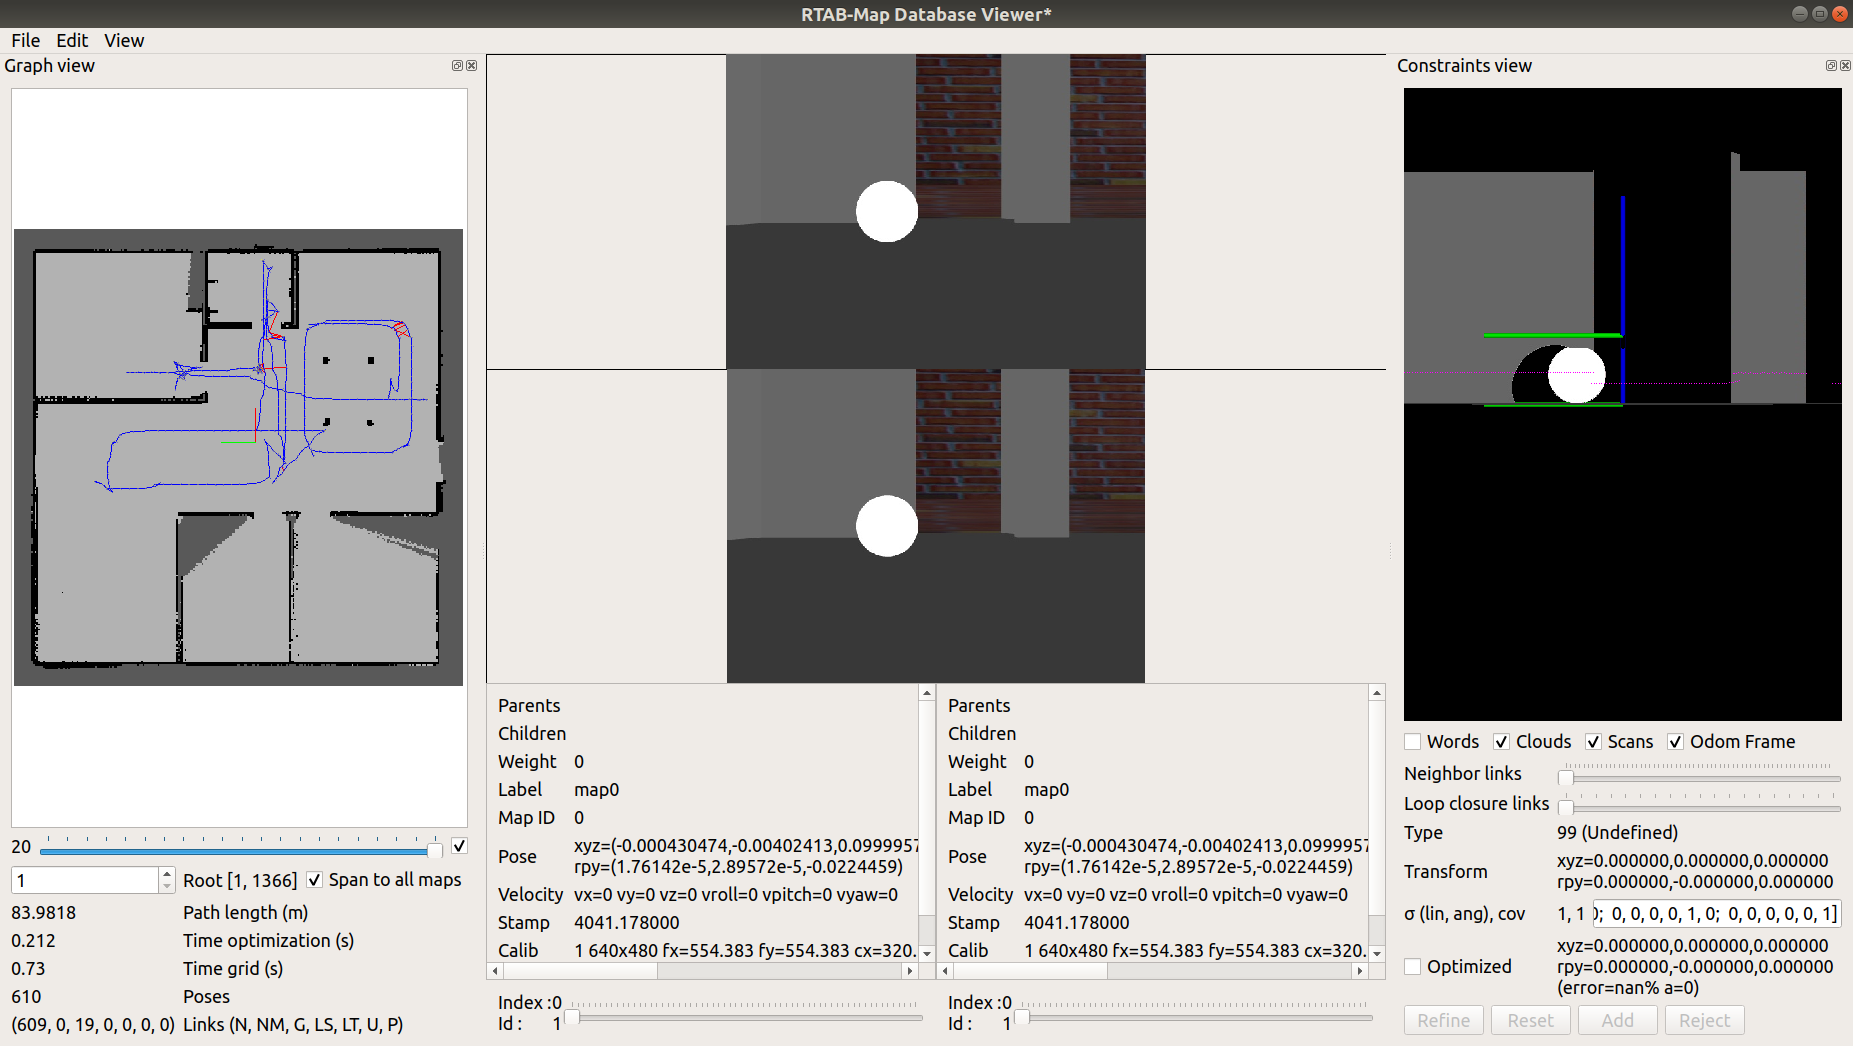 RTAB-Map Database Viewer*
File Edit View
Graph view
20
1 Root [1, 1366] Span to all maps
83.9818 Path length (m)
0.212 Time optimization (s)
0.73 Time grid (s)
610 Poses
(609, 0, 19, 0, 0, 0, 0) Links (N, NM, G, LS, LT, U, P)
Parents
Children
Weight 0
Label map0
Map ID 0
Pose xyz=(-0.000430474,-0.00402413,0.0999957
rpy=(1.76142e-5,2.89572e-5,-0.0224459)
Velocity vx=0 vy=0 vz=0 vroll=0 vpitch=0 vyaw=0
Stamp 4041.178000
Calib 1 640x480 fx=554.383 fy=554.383 cx=320.
Index :0
Id : 1
Parents
Children
Weight 0
Label map0
Map ID 0
Pose xyz=(-0.000430474,-0.00402413,0.0999957
rpy=(1.76142e-5,2.89572e-5,-0.0224459)
Velocity vx=0 vy=0 vz=0 vroll=0 vpitch=0 vyaw=0
Stamp 4041.178000
Calib 1 640x480 fx=554.383 fy=554.383 cx=320.
Index :0
Id : 1
Constraints view
Words Clouds Scans Odom Frame
Neighbor links
Loop closure links
Type 99 (Undefined)
Transform xyz=0.000000,0.000000,0.000000
rpy=0.000000,-0.000000,0.000000
σ (lin, ang), cov 1, 1 0; 0, 0, 0, 0, 1, 0; 0, 0, 0, 0, 0, 1]
Optimized xyz=0.000000,0.000000,0.000000
rpy=0.000000,-0.000000,0.000000
(error=nan% a=0)
Refine Reset Add Reject